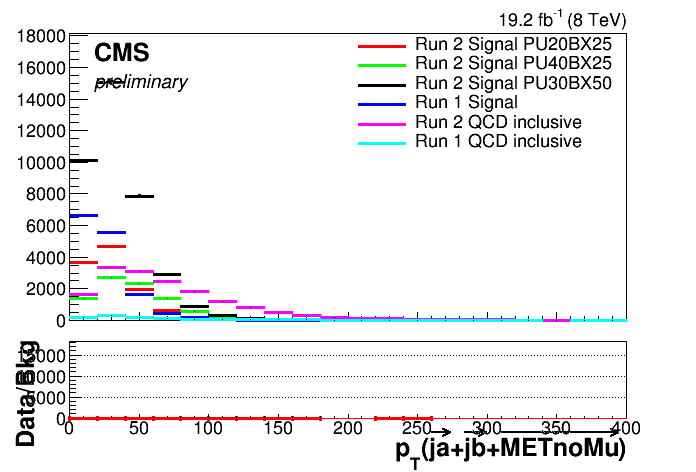 19.2 fb-1 (8 TeV)
18000
CMS
preliminary
Run 2 Signal PU20BX25
Run 2 Signal PU40BX25
Run 2 Signal PU30BX50
Run 1 Signal
Run 2 QCD inclusive
Run 1 QCD inclusive
16000
14000
12000
10000
8000
6000
4000
2000
0
Data/Bkg
0
0 50 100 150 200 250 300 350 400
pT(ja+jb+METnoMu)